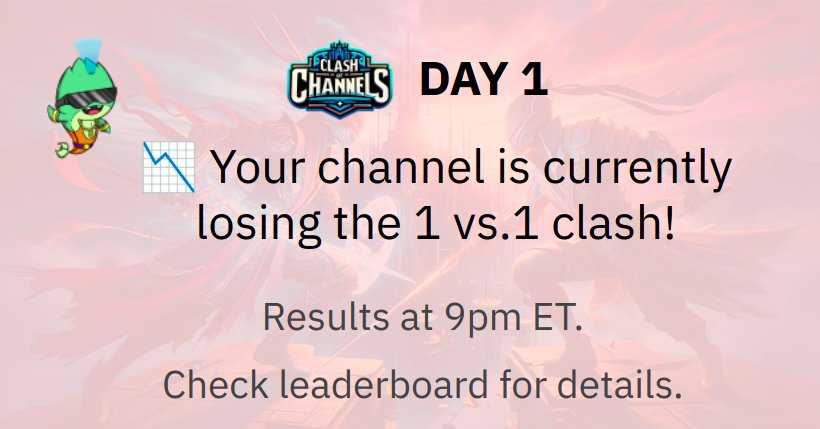 CLASH
OF
CHANNELS
DAY 1
📉 Your channel is currently
losing the 1 vs.1 clash!
Results at 9pm ET.
Check leaderboard for details.